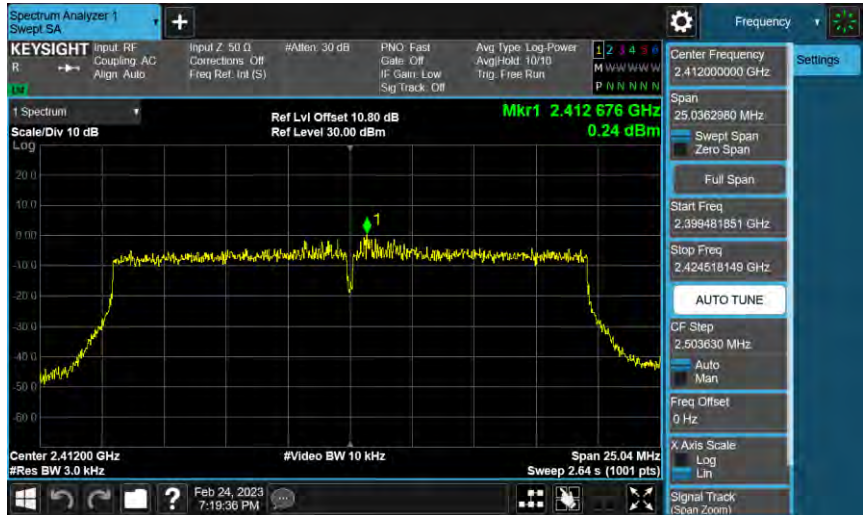 Spectrum Analyzer 1
Swept SA
+
Frequency
KEYSIGHT Input: RF
R Coupling: AC
Align: Auto
Input Z: 50 Ω
Corrections: Off
Freq Ref: Int (S)
#Atten: 30 dB
PNO: Fast
Gate: Off
IF Gain: Low
Sig Track: Off
Avg Type: Log-Power
Avg|Hold: 10/10
Trig: Free Run
1 2 3 4 5 6
M W W W W W
P N N N N N
Center Frequency
2.412000000 GHz
Settings
1 Spectrum
Scale/Div 10 dB
Log
Ref Lvl Offset 10.80 dB
Ref Level 30.00 dBm
Mkr1 2.412 676 GHz
0.24 dBm
Span
25.0362980 MHz
Swept Span
Zero Span
Full Span
Start Freq
2.399481851 GHz
Stop Freq
2.424518149 GHz
AUTO TUNE
CF Step
2.503630 MHz
Auto
Man
Freq Offset
0 Hz
X Axis Scale
Log
Lin
Signal Track
(Span Zoom)
20.0
10.0
0.00
-10.0
-20.0
-30.0
-40.0
-50.0
-60.0
1
Center 2.41200 GHz
#Res BW 3.0 kHz
#Video BW 10 kHz
Span 25.04 MHz
Sweep 2.64 s (1001 pts)
?
Feb 24, 2023
7:19:36 PM